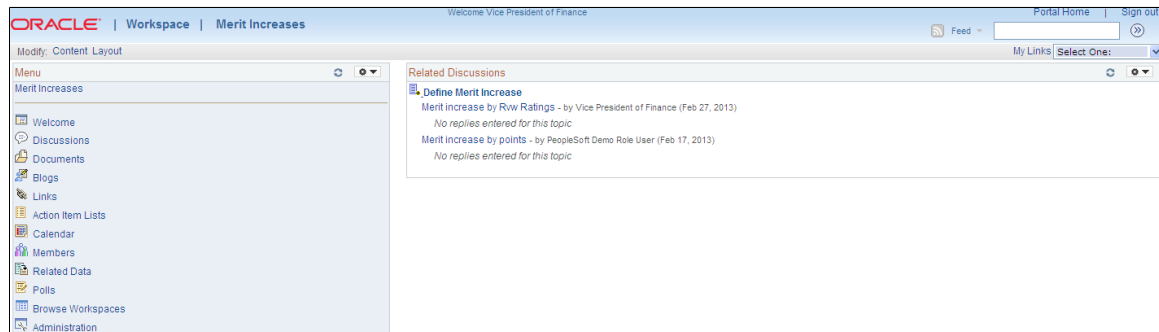 Welcome Vice President of Finance
Portal Home | Sign out
ORACLE | Workspace | Merit Increases
Feed
Modify: Content Layout
My Links Select One:
Menu
Merit Increases
Welcome
Discussions
Documents
Blogs
Links
Action Item Lists
Calendar
Members
Related Data
Polls
Browse Workspaces
Administration
Related Discussions
Define Merit Increase
Merit increase by Rvw Ratings - by Vice President of Finance (Feb 27, 2013)
No replies entered for this topic
Merit increase by points - by PeopleSoft Demo Role User (Feb 17, 2013)
No replies entered for this topic